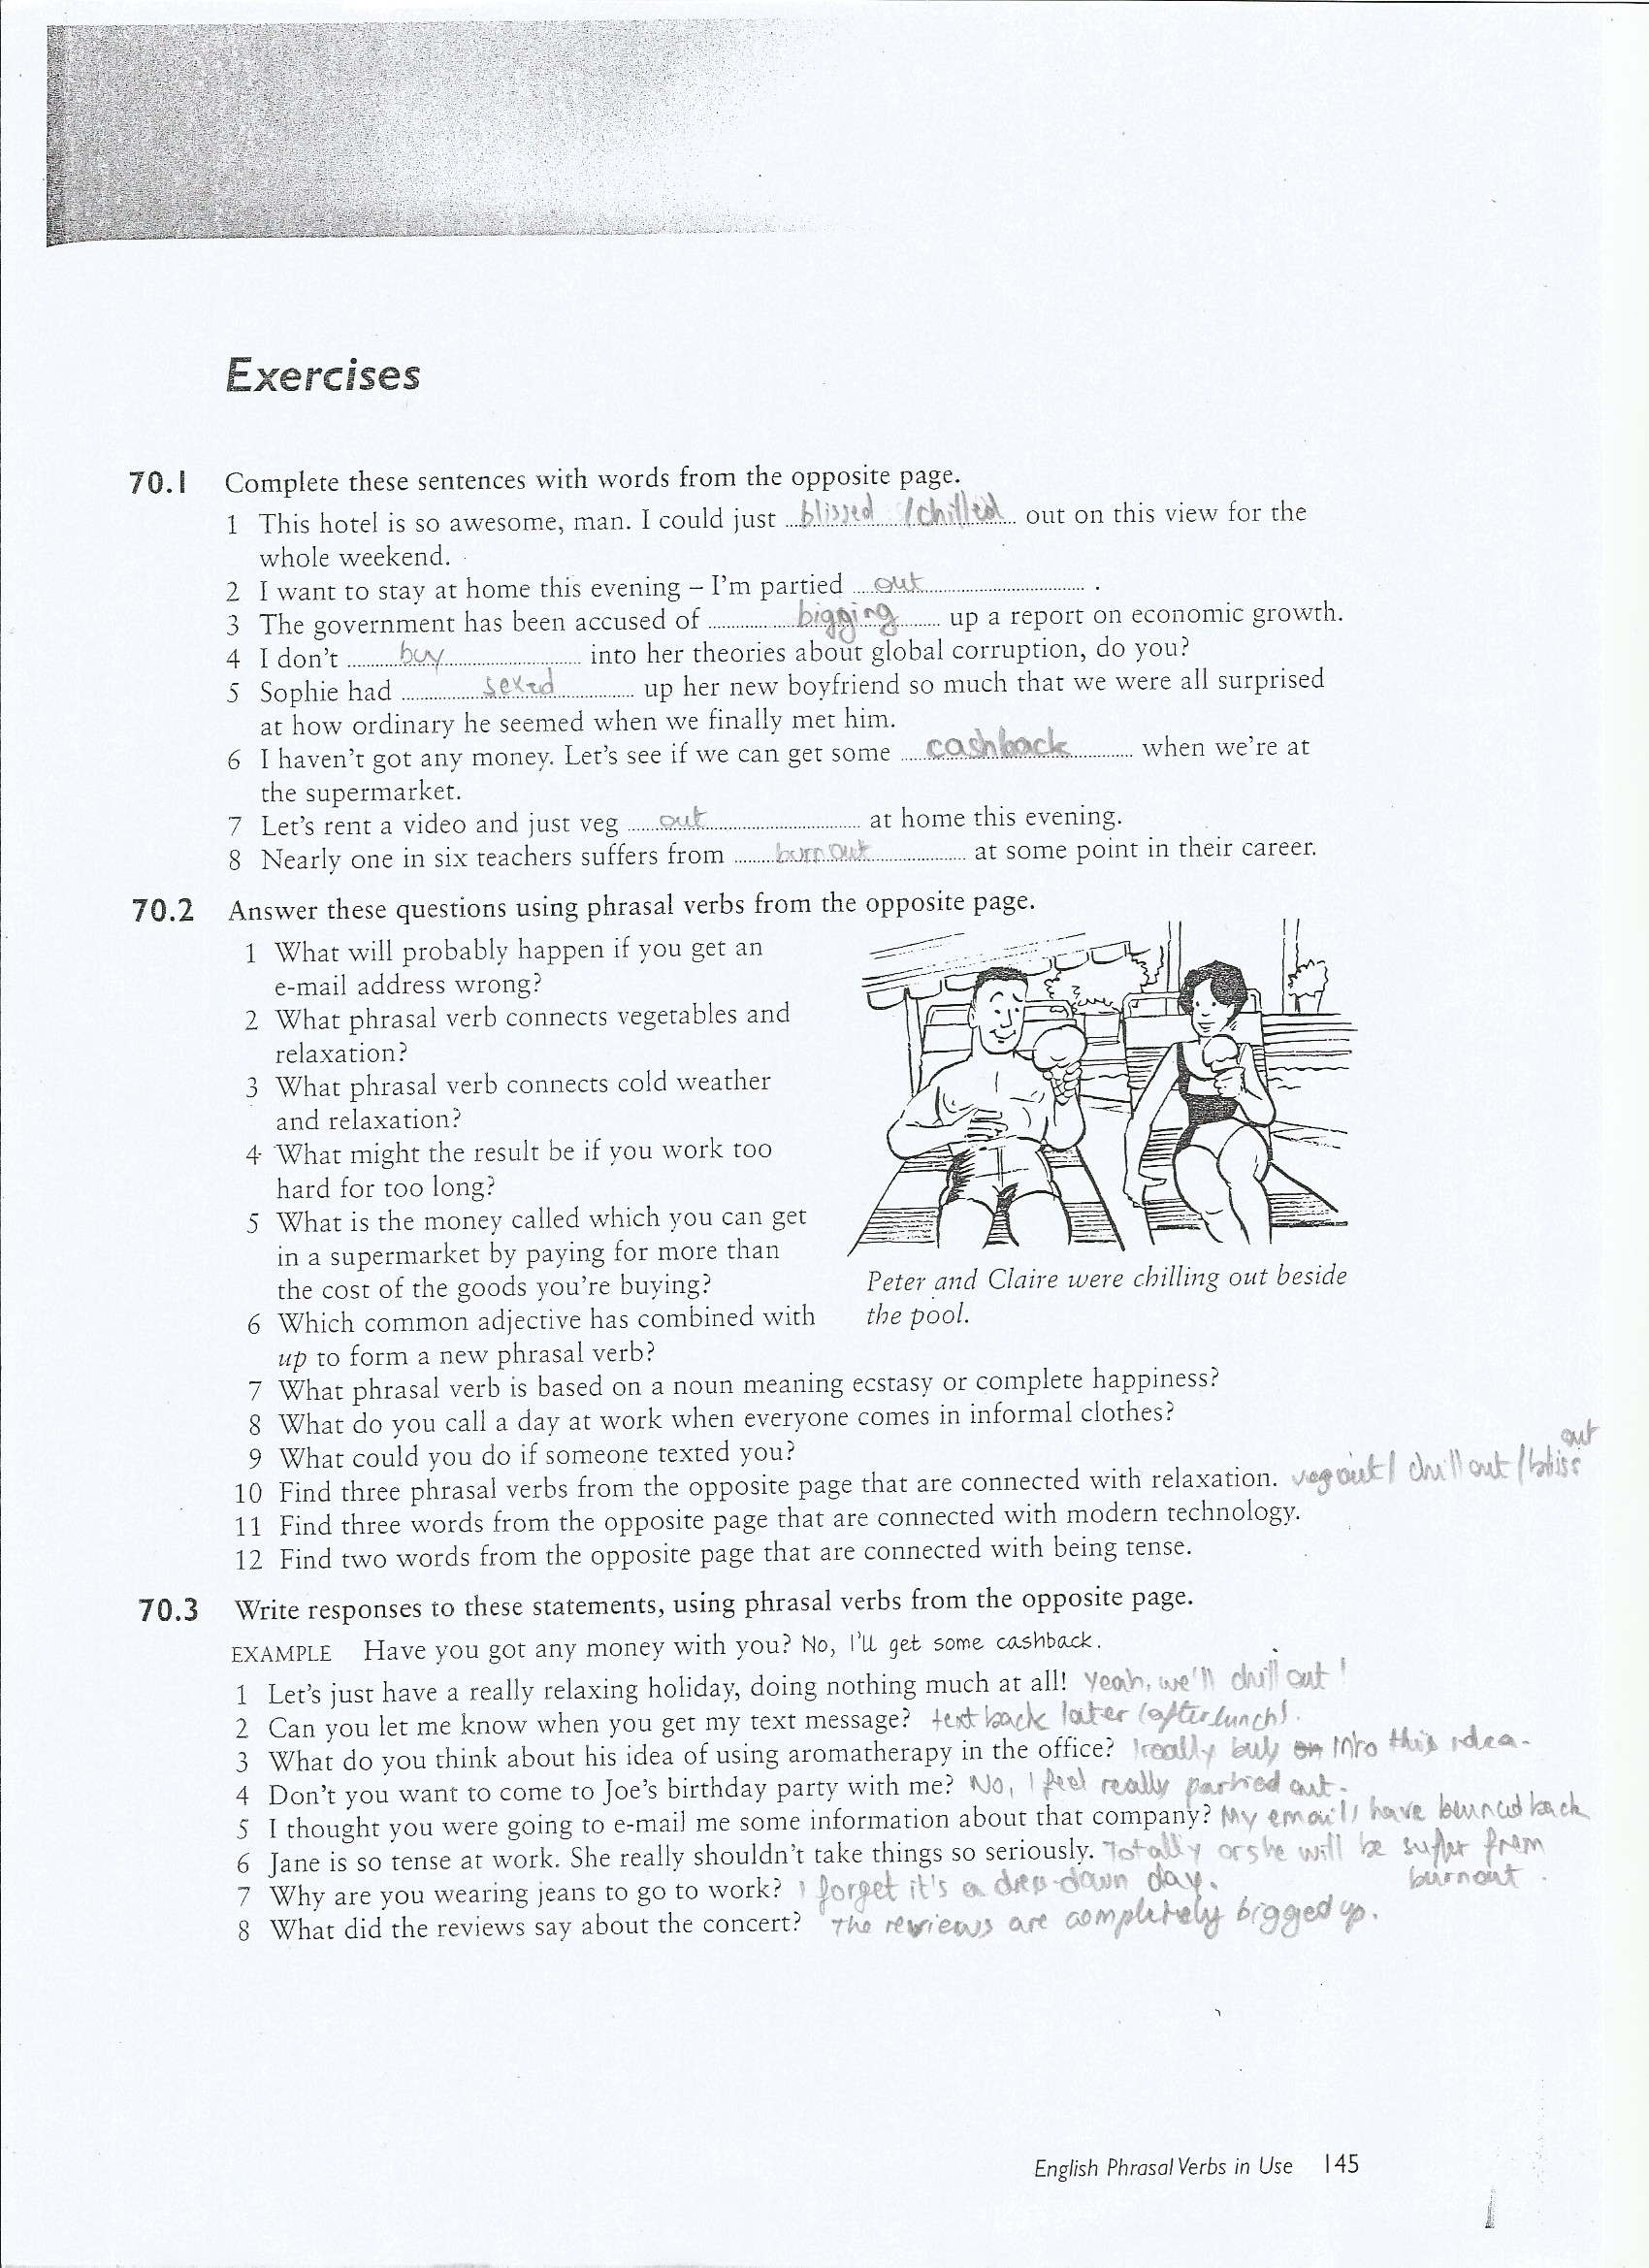 Exercises
70.1 Complete these sentences with words from the opposite page.
1 This hotel is so awesome, man. I could just blissed /chilled out on this view for the
whole weekend.
2 I want to stay at home this evening – I'm partied out .
3 The government has been accused of bigging up a report on economic growth.
4 I don't buy into her theories about global corruption, do you?
5 Sophie had sexed up her new boyfriend so much that we were all surprised
at how ordinary he seemed when we finally met him.
6 I haven't got any money. Let's see if we can get some cashback when we're at
the supermarket.
7 Let's rent a video and just veg out at home this evening.
8 Nearly one in six teachers suffers from burnout at some point in their career.
70.2 Answer these questions using phrasal verbs from the opposite page.
1 What will probably happen if you get an
e-mail address wrong?
2 What phrasal verb connects vegetables and
relaxation?
3 What phrasal verb connects cold weather
and relaxation?
4 What might the result be if you work too
hard for too long?
5 What is the money called which you can get
in a supermarket by paying for more than
the cost of the goods you're buying?
Peter and Claire were chilling out beside
the pool.
6 Which common adjective has combined with
up to form a new phrasal verb?
7 What phrasal verb is based on a noun meaning ecstasy or complete happiness?
8 What do you call a day at work when everyone comes in informal clothes?
9 What could you do if someone texted you?
10 Find three phrasal verbs from the opposite page that are connected with relaxation. veg out / chill out / bliss out
11 Find three words from the opposite page that are connected with modern technology.
12 Find two words from the opposite page that are connected with being tense.
70.3 Write responses to these statements, using phrasal verbs from the opposite page.
EXAMPLE Have you got any money with you? No, I'll get some cashback.
1 Let's just have a really relaxing holiday, doing nothing much at all! Yeah, we'll chill out!
2 Can you let me know when you get my text message? text back later (after lunch).
3 What do you think about his idea of using aromatherapy in the office? I really buy into this idea.
4 Don't you want to come to Joe's birthday party with me? No, I feel really partied out.
5 I thought you were going to e-mail me some information about that company? My emails have bounced back
6 Jane is so tense at work. She really shouldn't take things so seriously. Totally or she will be suffer from
burnout.
7 Why are you wearing jeans to go to work? I forget it's a dress-down day.
8 What did the reviews say about the concert? The reviews are completely bigged up.
English Phrasal Verbs in Use 145